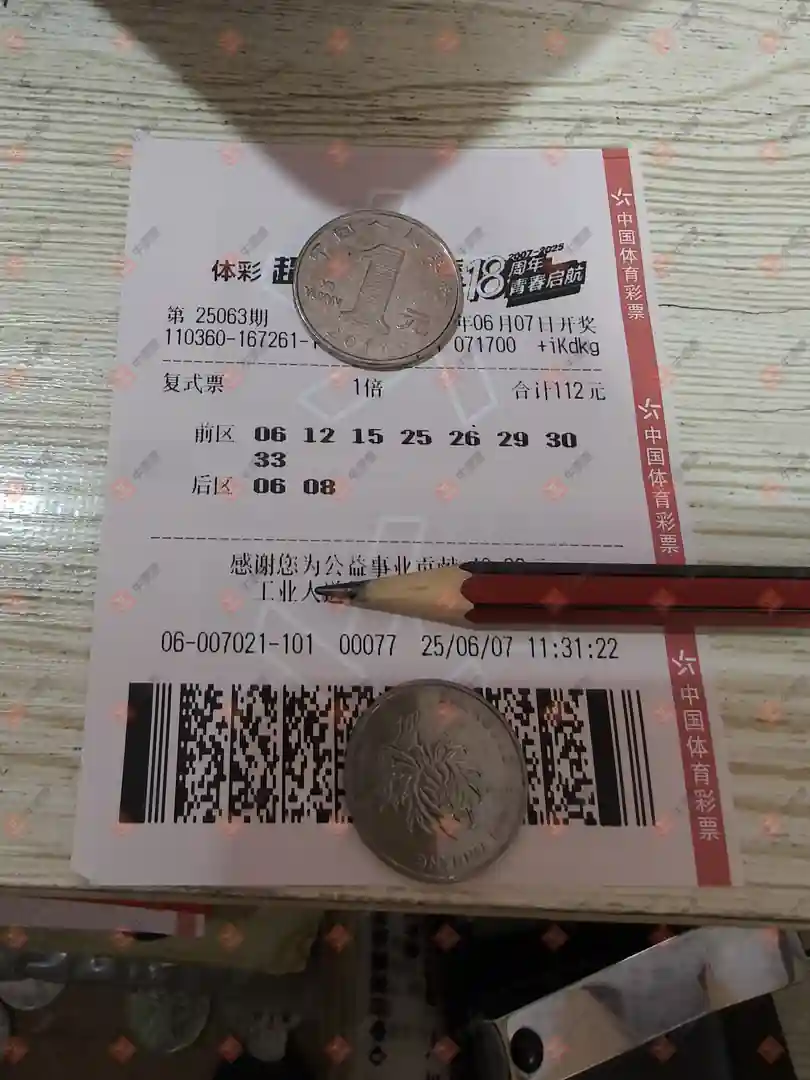 体彩 超
18周年
2007-2025
青春启航
第 25063期 年06月07日开奖
110360-167261- 071700 +iKdkg
复式票 1倍 合计112元
前区 06 12 15 25 26 29 30
33
后区 06 08
感谢您为公益事业贡献
工业大道
06-007021-101 00077 25/06/07 11:31:22
中国体育彩票
中国体育彩票
中国体育彩票